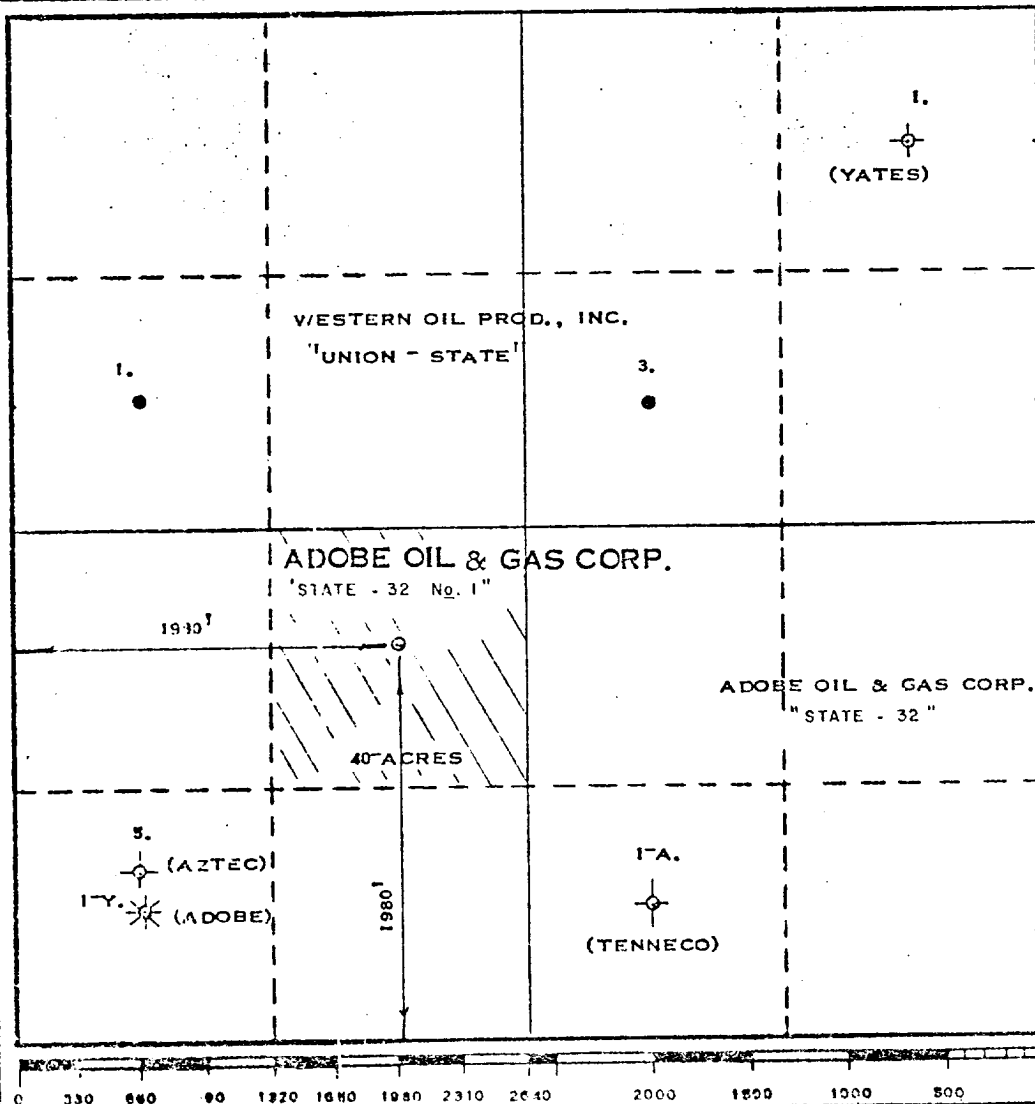 1.
(YATES)
WESTERN OIL PROD., INC.
"UNION - STATE"
1.
3.
ADOBE OIL & GAS CORP.
"STATE - 32 No. 1"
1980'
ADOBE OIL & GAS CORP.
"STATE - 32"
40-ACRES
5.
(AZTEC)
1-Y.
(ADOBE)
1980'
1-A.
(TENNECO)
0 330 660 90 1320 1650 1980 2310 2640 2000 1500 1000 500